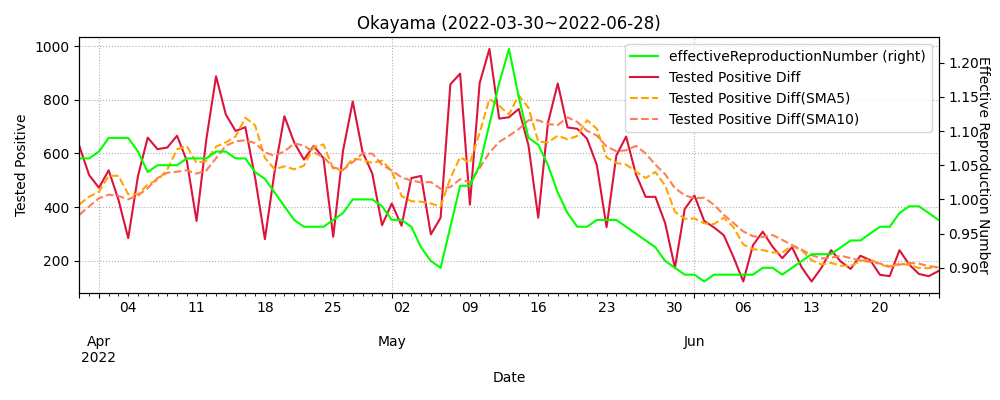 Okayama (2022-03-30~2022-06-28)
Tested Positive
1000
800
600
400
200
effectiveReproductionNumber (right)
Tested Positive Diff
Tested Positive Diff(SMA5)
Tested Positive Diff(SMA10)
1.20
1.15
1.10
1.05
1.00
0.95
0.90
Effective Reproduction Number
04 11 18 25 02 09 16 23 30 06 13 20
Apr May Jun
2022
Date